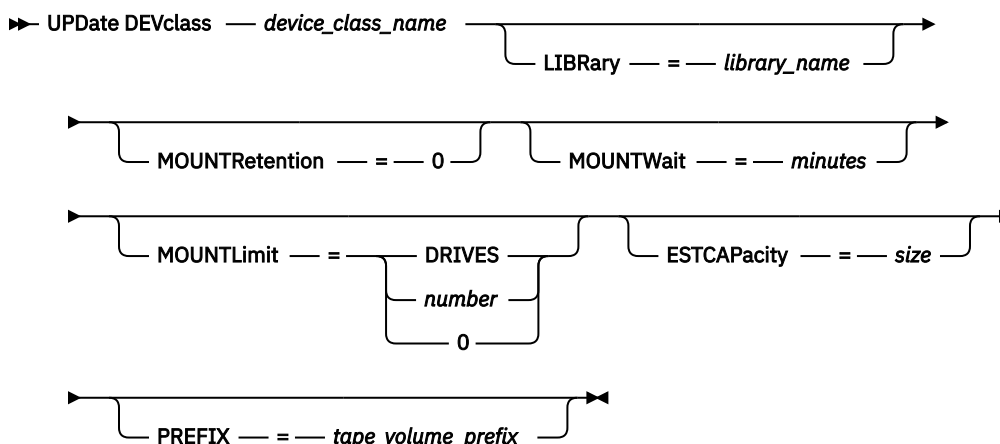 UPDate DEVclass — device_class_name
LIBRary — = — library_name
MOUNTRetention — = — 0
MOUNTWait — = — minutes
MOUNTLimit — =
DRIVES
number
0
ESTCAPacity — = — size
PREFIX — = — tape_volume_prefix